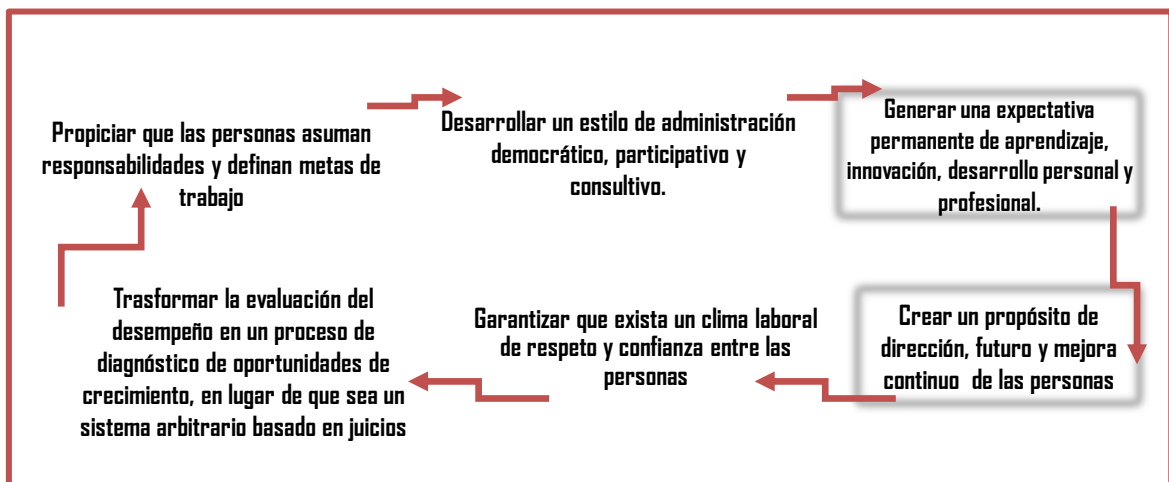 Propiciar que las personas asuman
responsabilidades y definan metas de
trabajo
Desarrollar un estilo de administración
democrático, participativo y
consultivo.
Generar una expectativa
permanente de aprendizaje,
innovación, desarrollo personal y
profesional.
Crear un propósito de
dirección, futuro y mejora
continuo de las personas
Garantizar que exista un clima laboral
de respeto y confianza entre las
personas
Trasformar la evaluación del
desempeño en un proceso de
diagnóstico de oportunidades de
crecimiento, en lugar de que sea un
sistema arbitrario basado en juicios